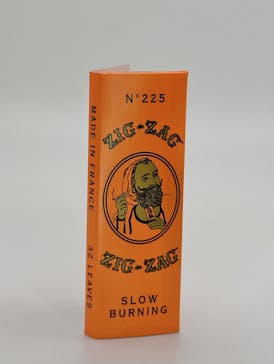 N° 225
ZIG-ZAG
ZIG-ZAG
SLOW
BURNING
MADE IN FRANCE 32 LEAVES